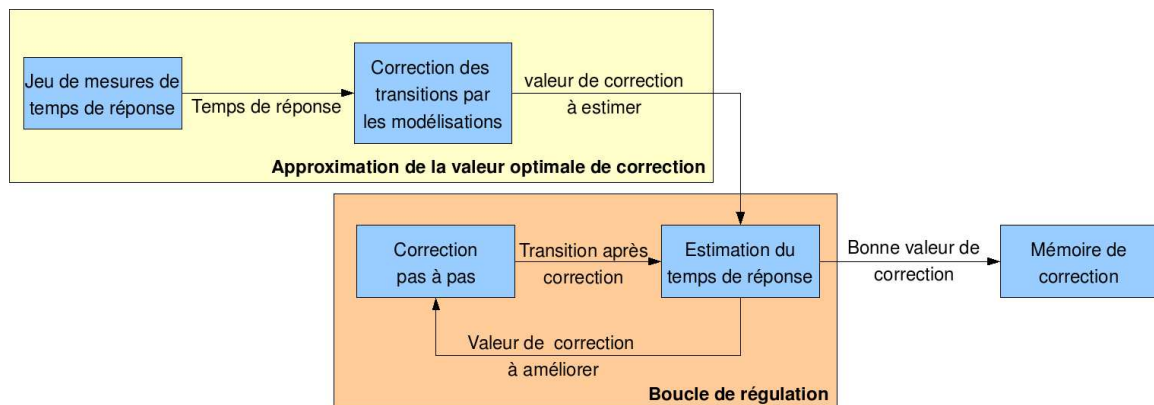 Jeu de mesures de
temps de réponse
Temps de réponse
Correction des
transitions par
les modélisations
valeur de correction
à estimer
Approximation de la valeur optimale de correction
Correction
pas à pas
Transition après
correction
Estimation du
temps de réponse
Bonne valeur de
correction
Mémoire de
correction
Valeur de correction
à améliorer
Boucle de régulation